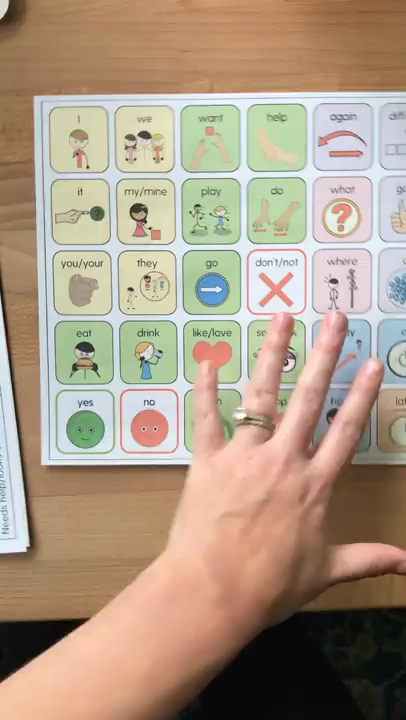 I we want help again
it my/mine play do what
you/your they go don't/not where
eat drink like/love
yes no
Needs help/looks